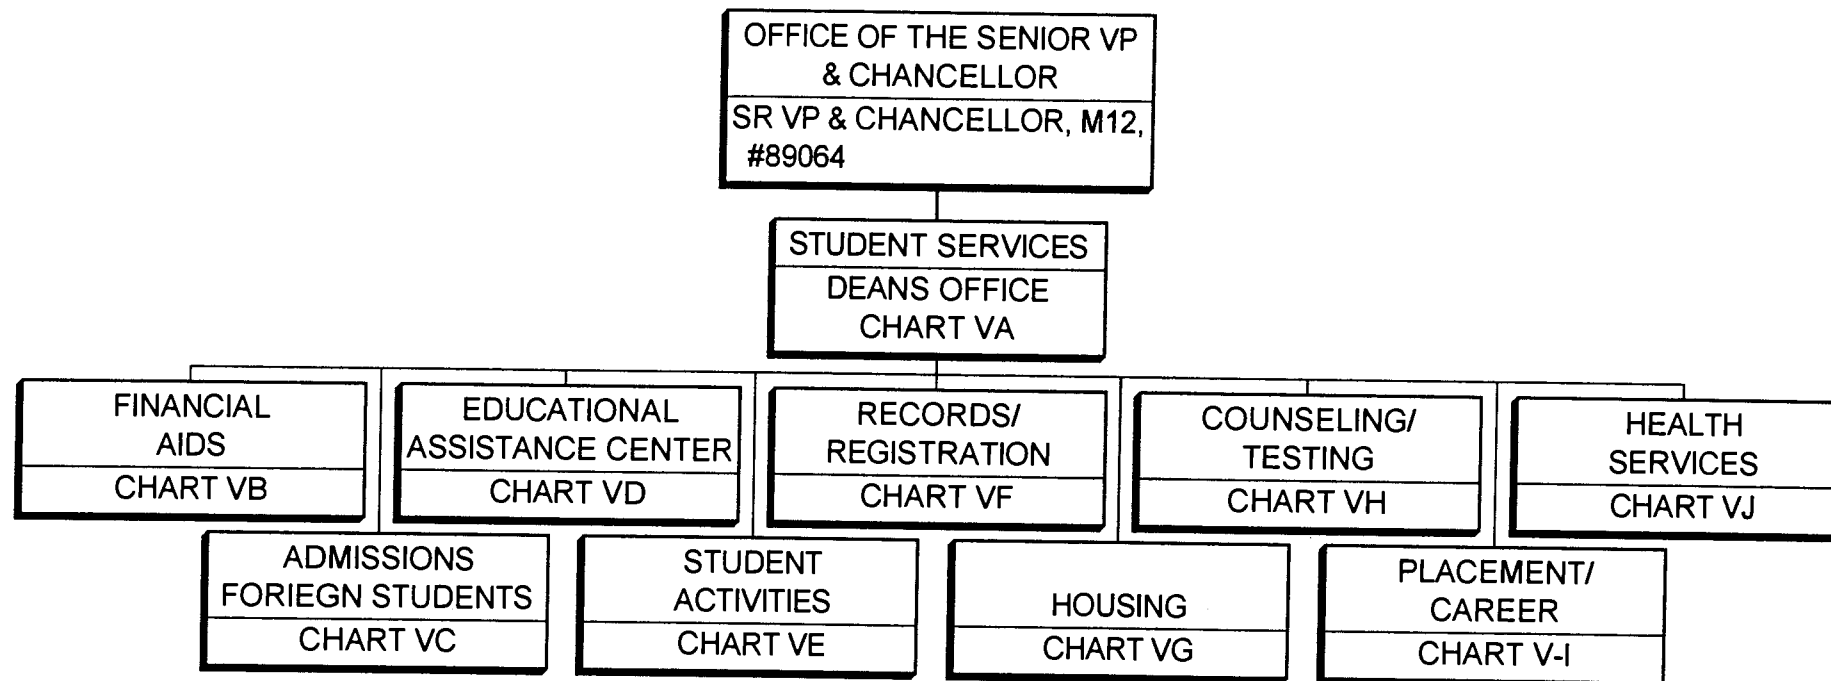 OFFICE OF THE SENIOR VP
& CHANCELLOR
SR VP & CHANCELLOR, M12,
#89064
STUDENT SERVICES
DEANS OFFICE
CHART VA
FINANCIAL
AIDS
CHART VB
EDUCATIONAL
ASSISTANCE CENTER
CHART VD
RECORDS/
REGISTRATION
CHART VF
COUNSELING/
TESTING
CHART VH
HEALTH
SERVICES
CHART VJ
ADMISSIONS
FORIEGN STUDENTS
CHART VC
STUDENT
ACTIVITIES
CHART VE
HOUSING
CHART VG
PLACEMENT/
CAREER
CHART V-I